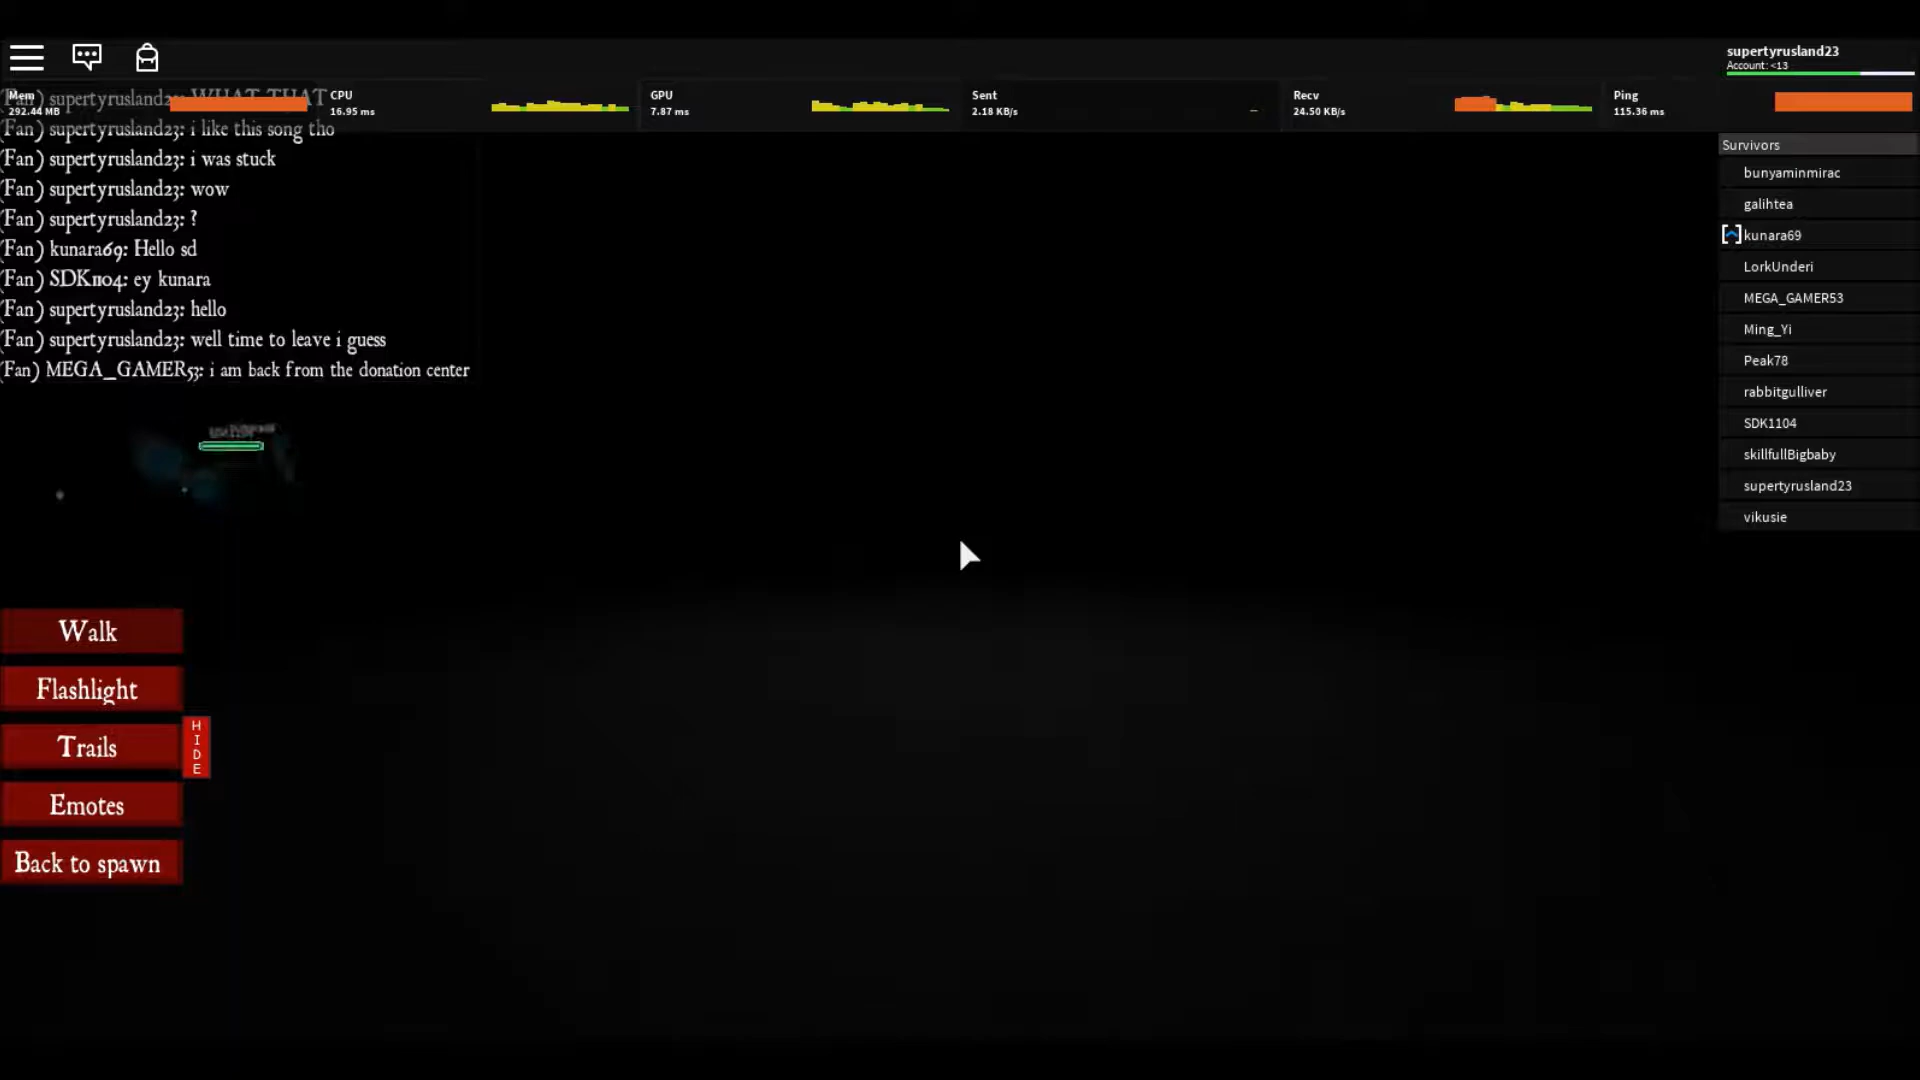 supertyrusland23
Account: <13
Mem
292.44 MB
CPU
16.95 ms
GPU
7.87 ms
Sent
2.18 KB/s
Recv
24.50 KB/s
Ping
115.36 ms
(Fan) supertyrusland23: WHAT THAT
(Fan) supertyrusland23: i like this song tho
(Fan) supertyrusland23: i was stuck
(Fan) supertyrusland23: wow
(Fan) supertyrusland23: ?
(Fan) kunara69: Hello sd
(Fan) SDK1104: ey kunara
(Fan) supertyrusland23: hello
(Fan) supertyrusland23: well time to leave i guess
(Fan) MEGA_GAMER53: i am back from the donation center
Survivors
bunyaminmirac
galihtea
kunara69
LorkUnderi
MEGA_GAMER53
Ming_Yi
Peak78
rabbitgulliver
SDK1104
skillfullBigbaby
supertyrusland23
vikusie
Walk
Flashlight
Trails
Emotes
Back to spawn
HIDE